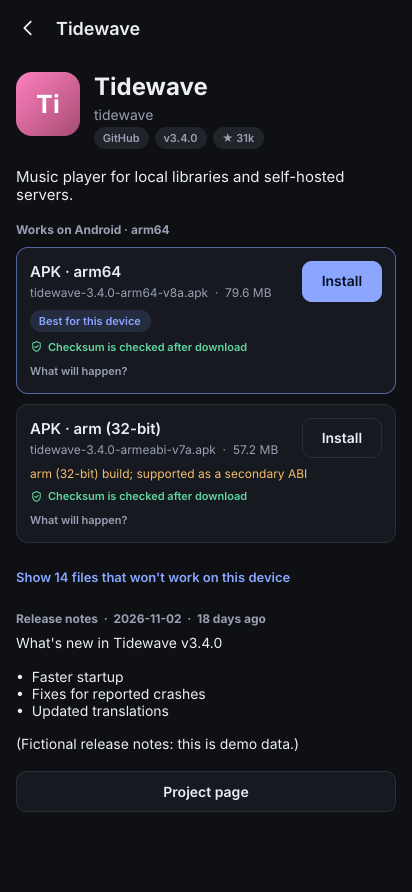 Tidewave
Ti
Tidewave
tidewave
GitHub
v3.4.0
★ 31k
Music player for local libraries and self-hosted
servers.
Works on Android · arm64
APK · arm64
tidewave-3.4.0-arm64-v8a.apk · 79.6 MB
Install
Best for this device
Checksum is checked after download
What will happen?
APK · arm (32-bit)
tidewave-3.4.0-armeabi-v7a.apk · 57.2 MB
Install
arm (32-bit) build; supported as a secondary ABI
Checksum is checked after download
What will happen?
Show 14 files that won't work on this device
Release notes · 2026-11-02 · 18 days ago
What's new in Tidewave v3.4.0
• Faster startup
• Fixes for reported crashes
• Updated translations
(Fictional release notes: this is demo data.)
Project page